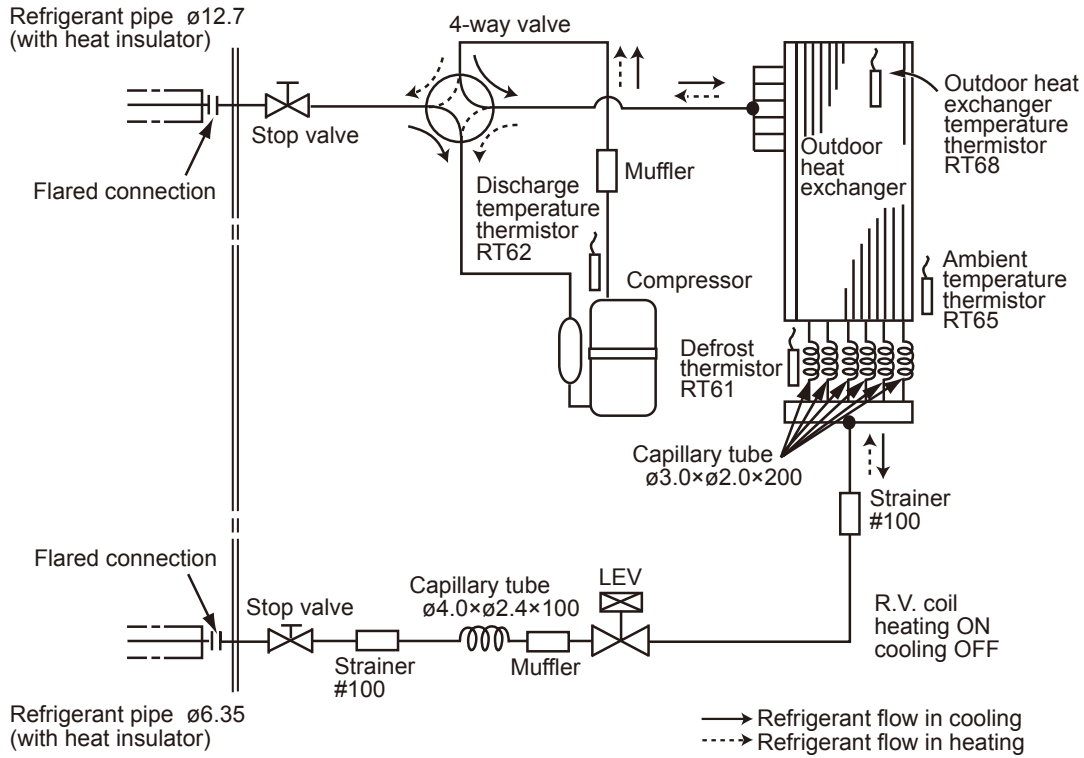 Refrigerant pipe ø12.7
(with heat insulator)
4-way valve
Stop valve
Flared connection
Discharge
temperature
thermistor
RT62
Muffler
Compressor
Outdoor
heat
exchanger
Outdoor heat
exchanger
temperature
thermistor
RT68
Ambient
temperature
thermistor
RT65
Defrost
thermistor
RT61
Capillary tube
ø3.0×ø2.0×200
Strainer
#100
Flared connection
Stop valve
Capillary tube
ø4.0×ø2.4×100
LEV
Strainer
#100
Muffler
R.V. coil
heating ON
cooling OFF
Refrigerant pipe ø6.35
(with heat insulator)
Refrigerant flow in cooling
Refrigerant flow in heating